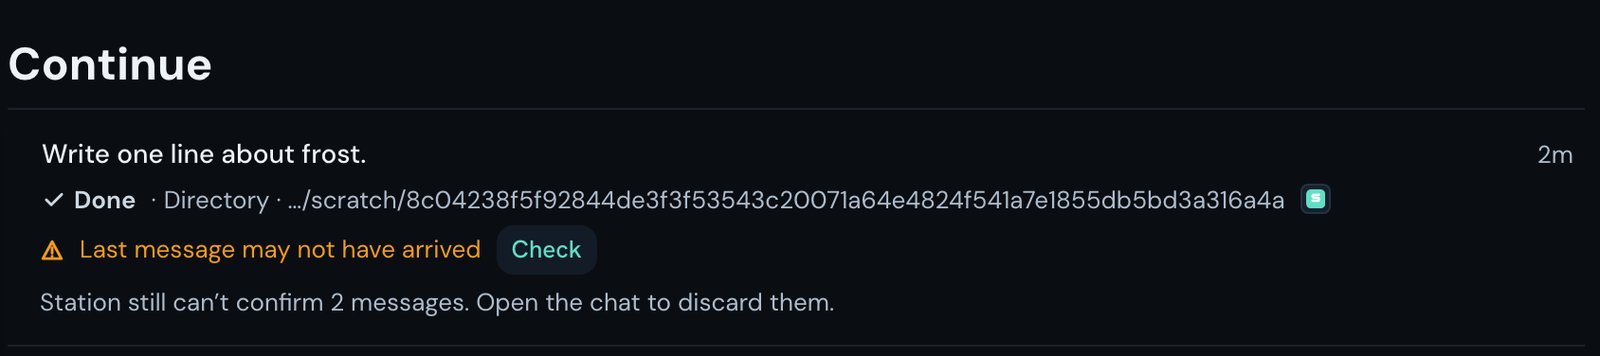 Continue
Write one line about frost.
2m
Done · Directory · .../scratch/8c04238f5f92844de3f3f53543c20071a64e4824f541a7e1855db5bd3a316a4a S
Last message may not have arrived Check
Station still can’t confirm 2 messages. Open the chat to discard them.